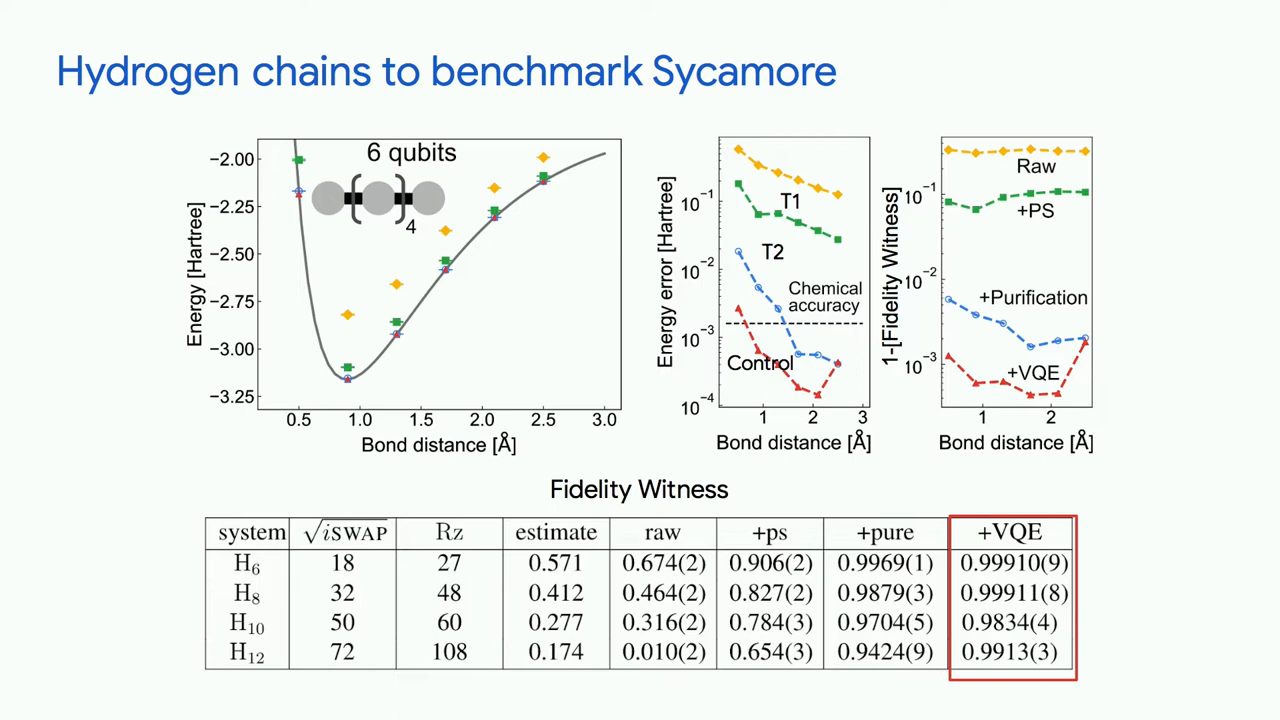 Hydrogen chains to benchmark Sycamore
6 qubits
4
Energy [Hartree]
−2.00
−2.25
−2.50
−2.75
−3.00
−3.25
0.5 1.0 1.5 2.0 2.5 3.0
Bond distance [Å]
Energy error [Hartree]
10⁻¹
10⁻²
10⁻³
10⁻⁴
T1
T2
Chemical
accuracy
Control
1 2 3
Bond distance [Å]
1-[Fidelity Witness]
10⁻¹
10⁻²
10⁻³
Raw
+PS
+Purification
+VQE
1 2
Bond distance [Å]
Fidelity Witness
system √iSWAP Rz estimate raw +ps +pure +VQE
H₆ 18 27 0.571 0.674(2) 0.906(2) 0.9969(1) 0.99910(9)
H₈ 32 48 0.412 0.464(2) 0.827(2) 0.9879(3) 0.99911(8)
H₁₀ 50 60 0.277 0.316(2) 0.784(3) 0.9704(5) 0.9834(4)
H₁₂ 72 108 0.174 0.010(2) 0.654(3) 0.9424(9) 0.9913(3)